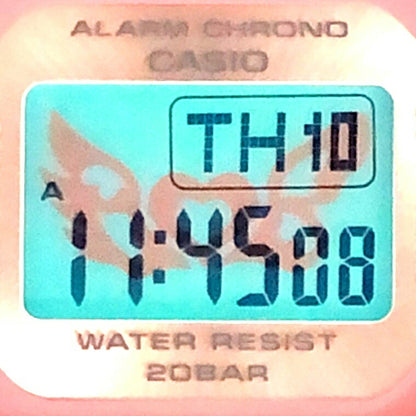 ALARM CHRONO
CASIO
TH 10
A
11:45 08
WATER RESIST
20BAR